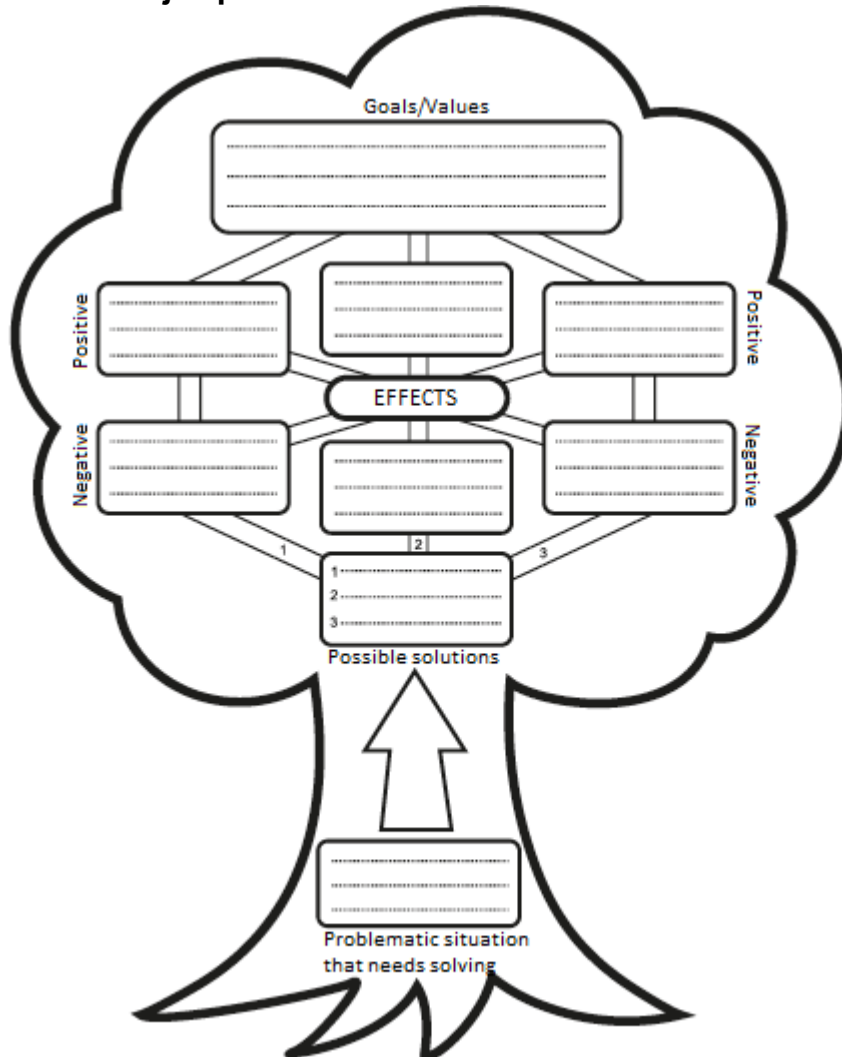 Goals/Values
Positive
Positive
EFFECTS
Negative
Negative
1
2
3
1
2
3
Possible solutions
Problematic situation
that needs solving